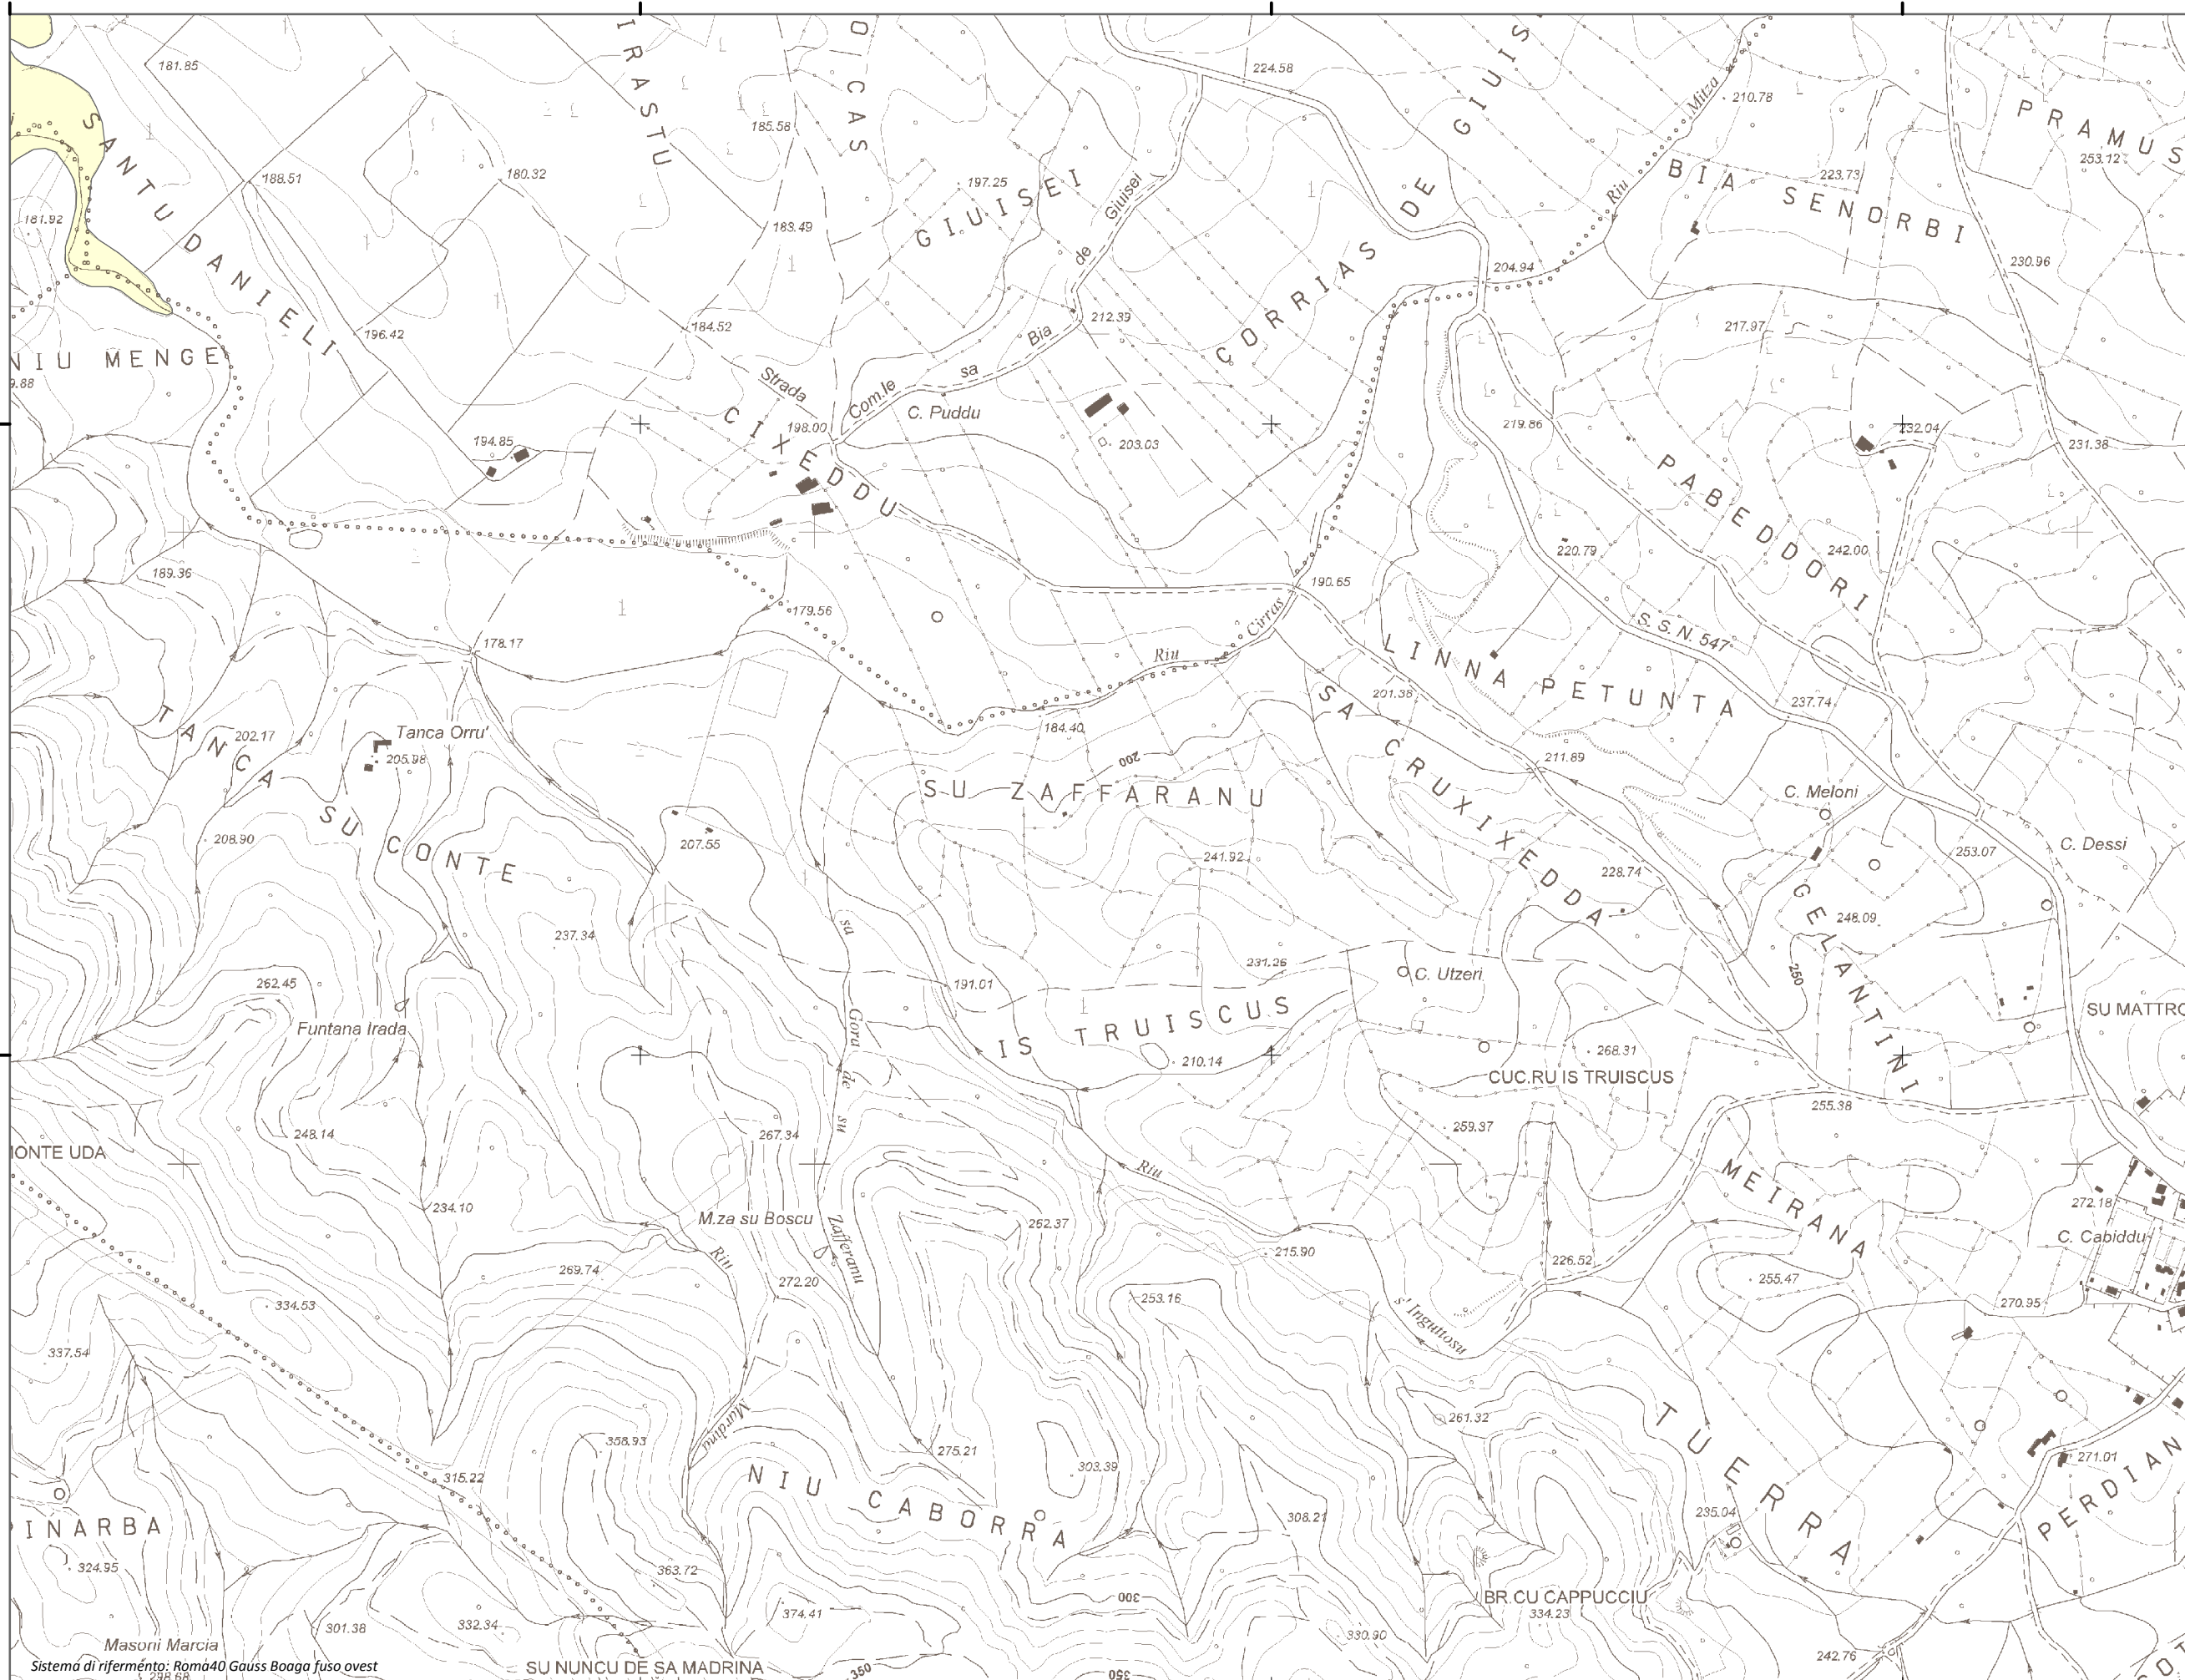 181.85
IRASTU
O CAS
224.58
DE GIUIS
Mitza
Riu
210.78
PRAMUS
253.12
SANTU DANIELI
185.58
188.51
180.32
197.25
GIUISEI
Giuisei
de
223.73
BIA SENORBI
181.92
183.49
CORRIAS
204.94
230.96
NIU MENGE
9.88
196.42
184.52
212.39
217.97
Strada
Com.le
sa
Bia
C. Puddu
CIXEDDU
198.00
194.85
203.03
219.86
232.04
231.38
PABEDDORI
189.36
220.79
242.00
179.56
190.65
Cirras
Riu
178.17
S. S. N. 547
LINNA PETUNTA
201.38
237.74
184.40
TANCA SU CONTE
202.17
Tanca Orru'
205.98
200
211.89
SU ZAFFARANU
SA CRUXIXEDDA
C. Meloni
208.90
207.55
241.92
228.74
253.07
C. Dessi
GELANTINI
248.09
237.34
sa
Gora
de
su
Zafferanu
191.01
231.26
C. Utzeri
250
262.45
Funtana Irada
IS TRUISCUS
210.14
268.31
SU MATTRO
CUC.RU IS TRUISCUS
255.38
248.14
267.34
259.37
ONTE UDA
Riu
s' Inguttosu
MEIRANA
234.10
M.za su Boscu
262.37
272.18
C. Cabiddu
215.90
226.52
269.74
Riu
272.20
255.47
334.53
253.16
270.95
337.54
261.32
TUERRA
358.93
275.21
315.22
303.39
271.01
PERDIAN
NIU CABORRA
INARBA
308.21
235.04
324.95
363.72
300
BR.CU CAPPUCCIU
334.23
301.38
332.34
374.41
330.90
Masoni Marcia
242.76
Sistema di riferimento: Roma40 Gauss Boaga fuso ovest
298.68
SU NUNCU DE SA MADRINA
350
350